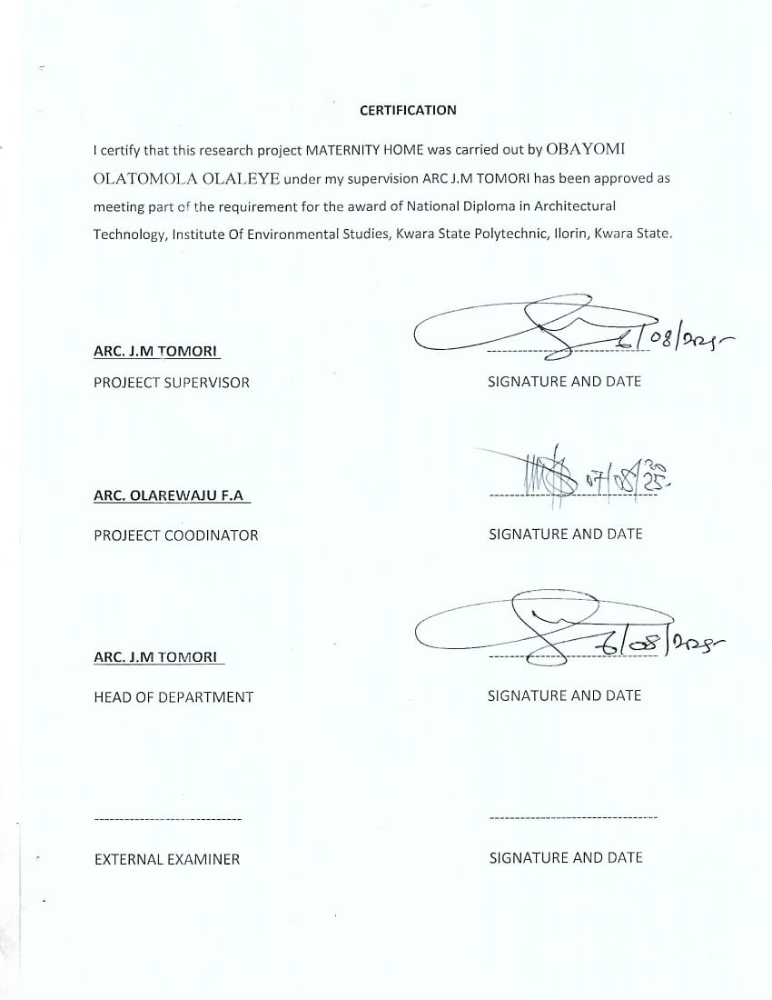 CERTIFICATION
I certify that this research project MATERNITY HOME was carried out by OBAYOMI
OLATOMOLA OLALEYE under my supervision ARC J.M TOMORI has been approved as
meeting part of the requirement for the award of National Diploma in Architectural
Technology, Institute Of Environmental Studies, Kwara State Polytechnic, Ilorin, Kwara State.
6/08/2025
ARC. J.M TOMORI
PROJEECT SUPERVISOR SIGNATURE AND DATE
07/08/2025
ARC. OLAREWAJU F.A
PROJEECT COODINATOR SIGNATURE AND DATE
6/08/2025
ARC. J.M TOMORI
HEAD OF DEPARTMENT SIGNATURE AND DATE
EXTERNAL EXAMINER SIGNATURE AND DATE